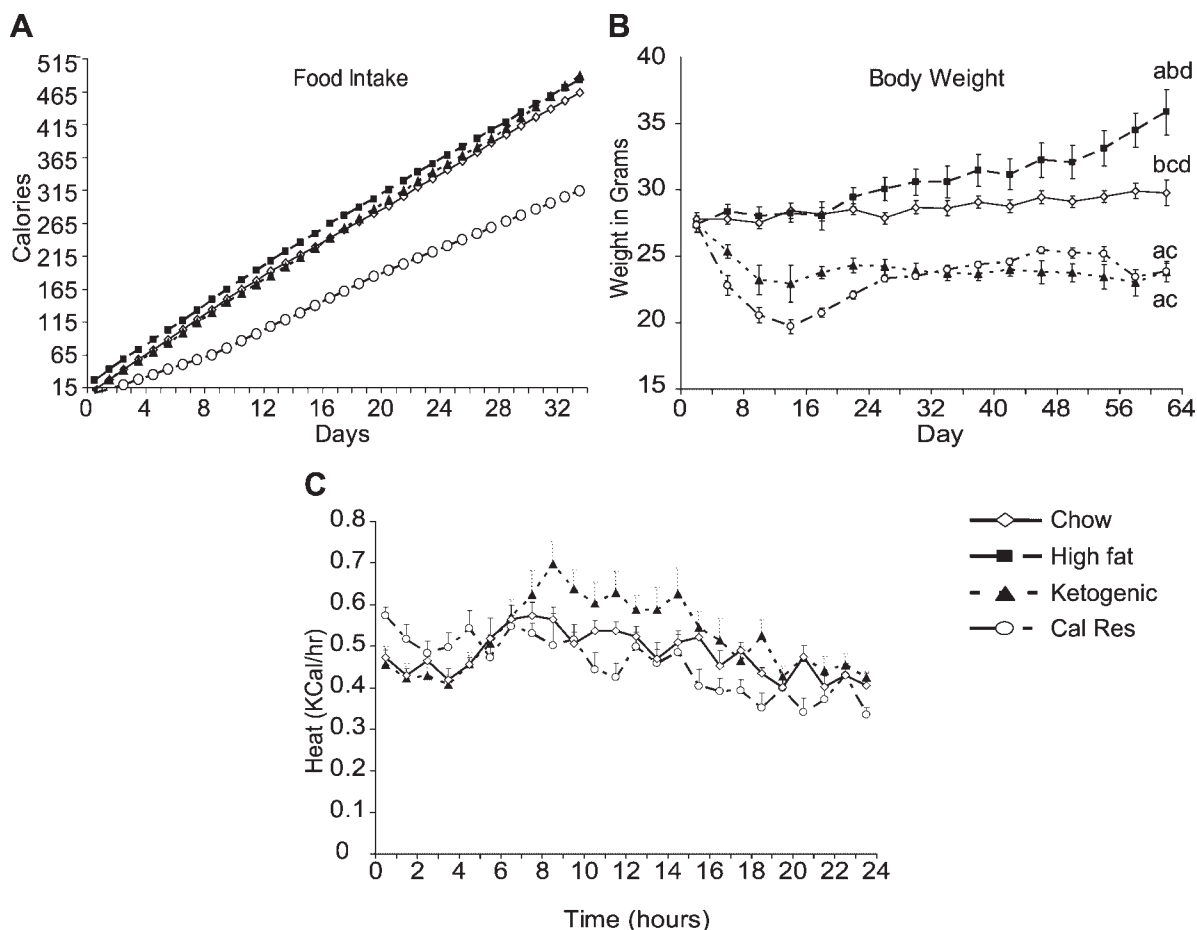 A
Food Intake
515
465
415
365
315
265
215
165
115
65
15
Calories
0 4 8 12 16 20 24 28 32
Days
B
Body Weight
40
35
30
25
20
15
Weight in Grams
abd
bcd
ac
ac
0 8 16 24 32 40 48 56 64
Day
C
0.8
0.7
0.6
0.5
0.4
0.3
0.2
0.1
0
Heat (KCal/hr)
0 2 4 6 8 10 12 14 16 18 20 22 24
Time (hours)
Chow
High fat
Ketogenic
Cal Res